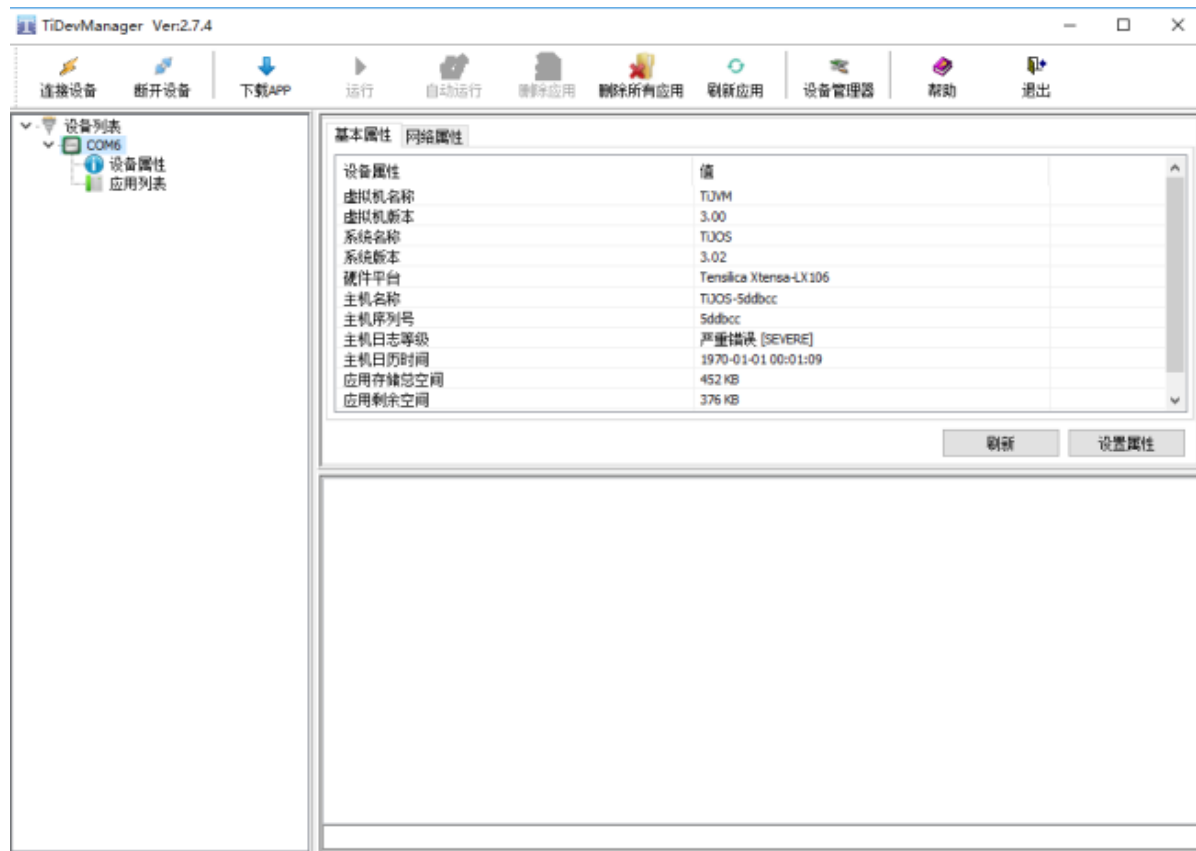 TiDevManager Ver:2.7.4
连接设备 断开设备 下载APP 运行 自动运行 删除应用 删除所有应用 刷新应用 设备管理器 帮助 退出
设备列表
COM6
设备属性
应用列表
基本属性 网络属性
设备属性 值
虚拟机名称 TiJVM
虚拟机版本 3.00
系统名称 TiJOS
系统版本 3.02
硬件平台 Tensilica Xtensa-LX106
主机名称 TiJOS-5ddbcc
主机序列号 5ddbcc
主机日志等级 严重错误 [SEVERE]
主机日历时间 1970-01-01 00:01:09
应用存储总空间 452 KB
应用剩余空间 376 KB
刷新 设置属性